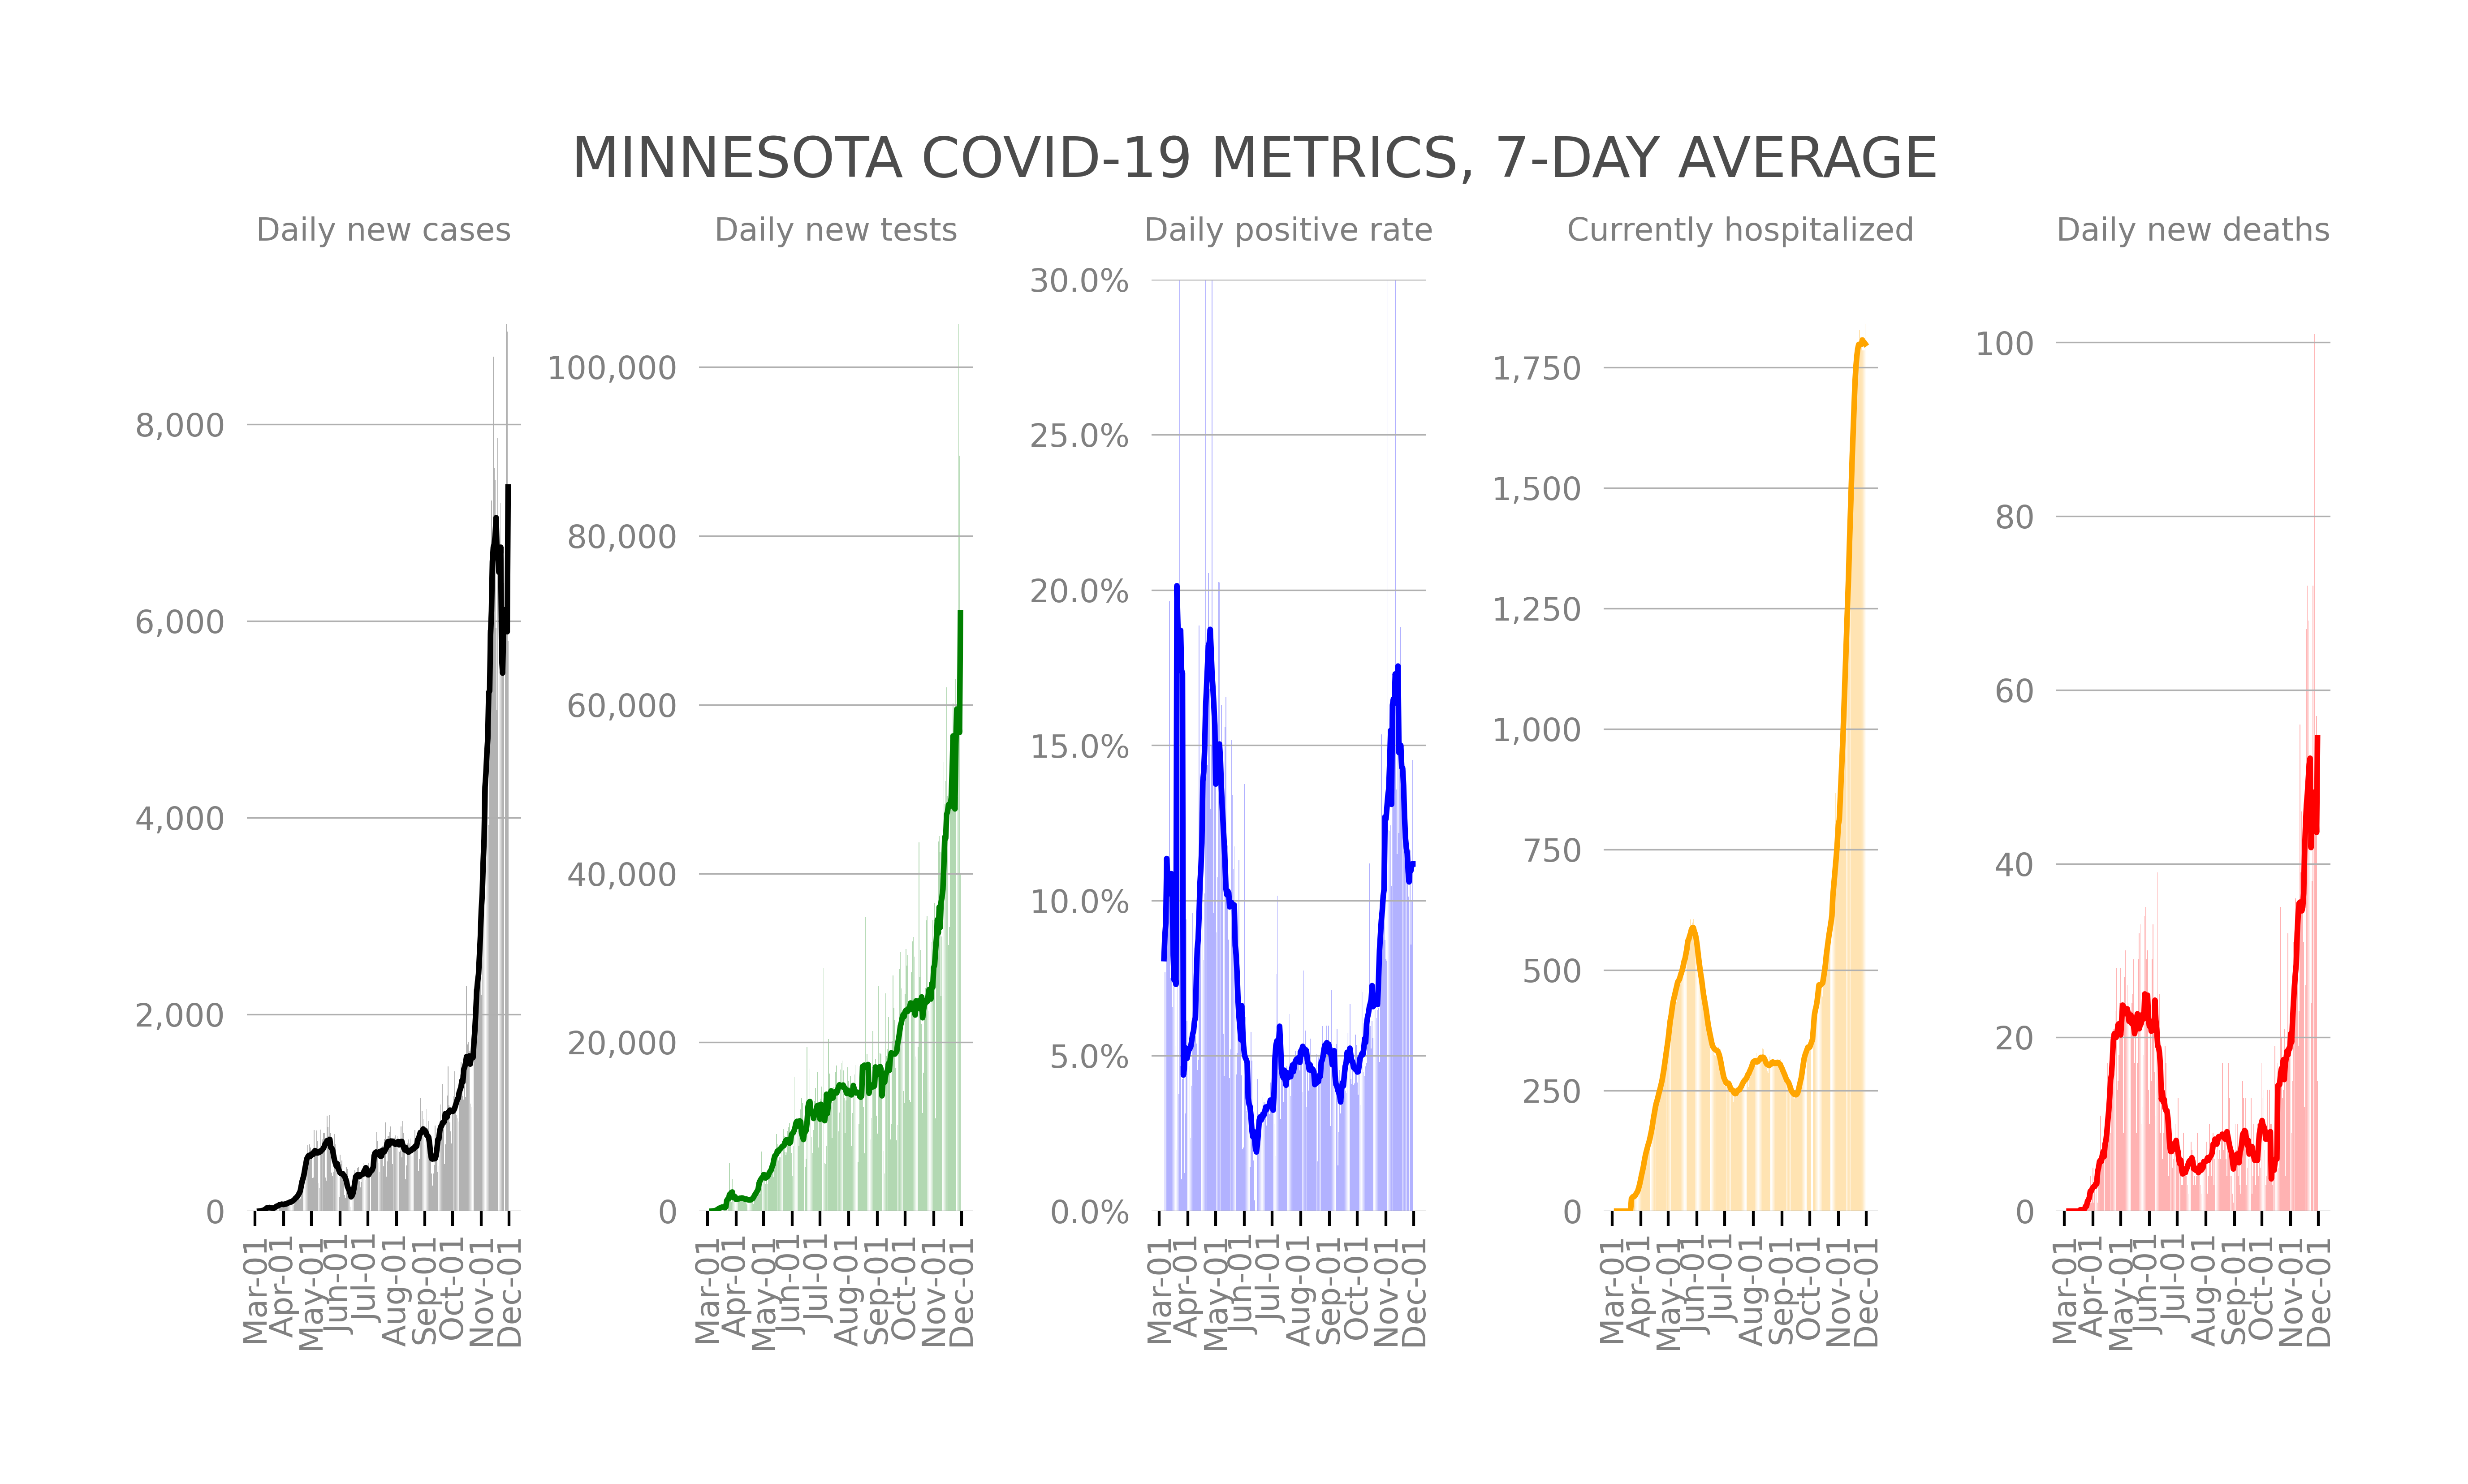 MINNESOTA COVID-19 METRICS, 7-DAY AVERAGE
Daily new cases
8,000
6,000
4,000
2,000
0
Mar-01
Apr-01
May-01
Jun-01
Jul-01
Aug-01
Sep-01
Oct-01
Nov-01
Dec-01
Daily new tests
100,000
80,000
60,000
40,000
20,000
0
Mar-01
Apr-01
May-01
Jun-01
Jul-01
Aug-01
Sep-01
Oct-01
Nov-01
Dec-01
Daily positive rate
30.0%
25.0%
20.0%
15.0%
10.0%
5.0%
0.0%
Mar-01
Apr-01
May-01
Jun-01
Jul-01
Aug-01
Sep-01
Oct-01
Nov-01
Dec-01
Currently hospitalized
1,750
1,500
1,250
1,000
750
500
250
0
Mar-01
Apr-01
May-01
Jun-01
Jul-01
Aug-01
Sep-01
Oct-01
Nov-01
Dec-01
Daily new deaths
100
80
60
40
20
0
Mar-01
Apr-01
May-01
Jun-01
Jul-01
Aug-01
Sep-01
Oct-01
Nov-01
Dec-01